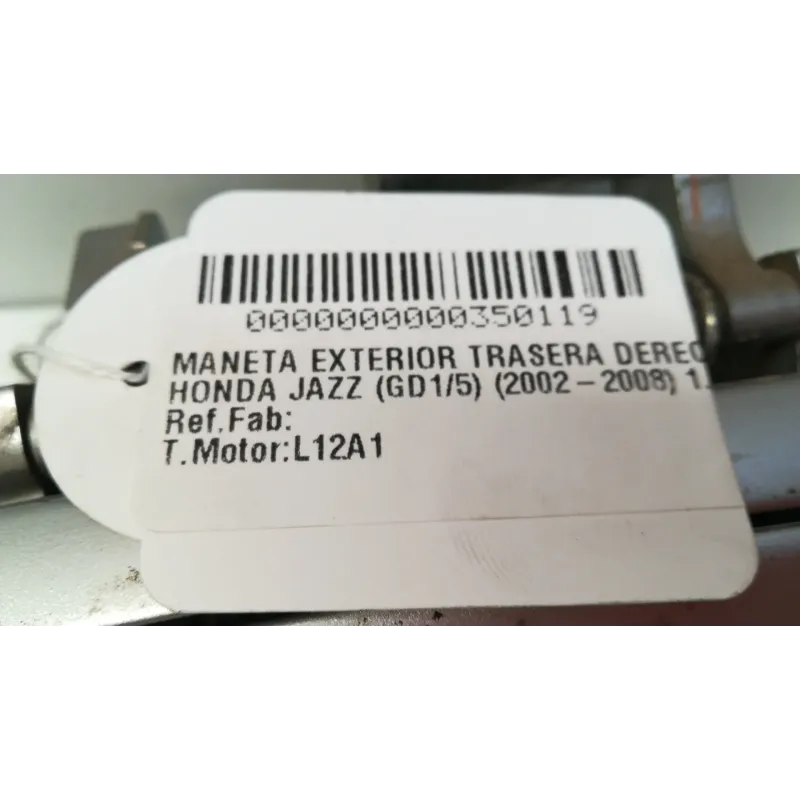 0000000000350119
MANETA EXTERIOR TRASERA DEREC
HONDA JAZZ (GD1/5) (2002-2008) 1.
Ref.Fab:
T.Motor:L12A1